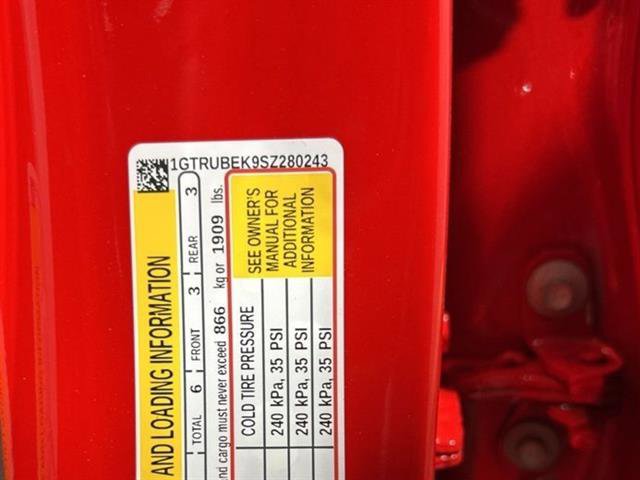 1GTRUBEK9SZ280243
AND LOADING INFORMATION
TOTAL 6 FRONT 3 REAR 3
and cargo must never exceed 866 kg or 1909 lbs.
COLD TIRE PRESSURE
240 kPa, 35 PSI
240 kPa, 35 PSI
240 kPa, 35 PSI
SEE OWNER'S
MANUAL FOR
ADDITIONAL
INFORMATION